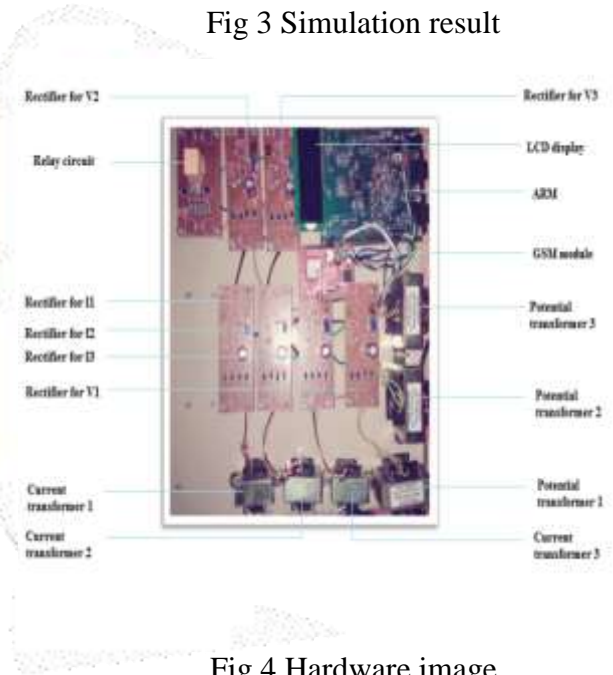 Fig 3 Simulation result
Rectifier for V2
Rectifier for V3
Relay circuit
LCD display
ARM
GSM module
Rectifier for I1
Rectifier for I2
Rectifier for I3
Rectifier for V1
Potential
transformer 3
Potential
transformer 2
Current
transformer 1
Potential
transformer 1
Current
transformer 2
Current
transformer 3
Fig 4 Hardware image